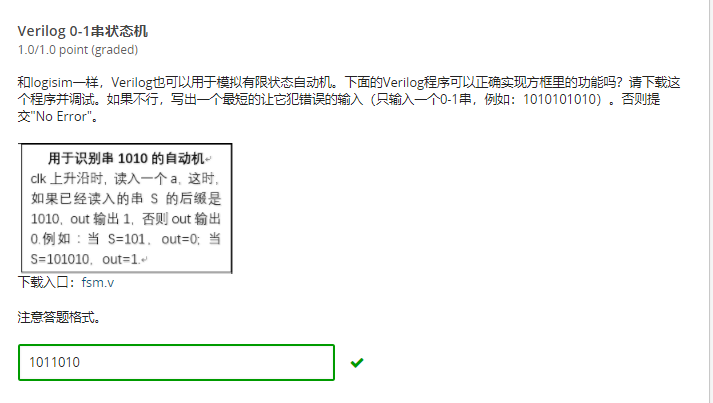 Verilog 0-1串状态机
1.0/1.0 point (graded)
和logisim一样，Verilog也可以用于模拟有限状态自动机。下面的Verilog程序可以正确实现方框里的功能吗？请下载这
个程序并调试。如果不行，写出一个最短的让它犯错误的输入（只输入一个0-1串，例如：1010101010）。否则提
交"No Error"。
用于识别串 1010 的自动机↵
clk 上升沿时，读入一个 a，这时，
如果已经读入的串 S 的后缀是
1010，out 输出 1，否则 out 输出
0.例如：当 S=101，out=0; 当
S=101010，out=1.↵
下载入口：fsm.v
注意答题格式。
1011010 ✔